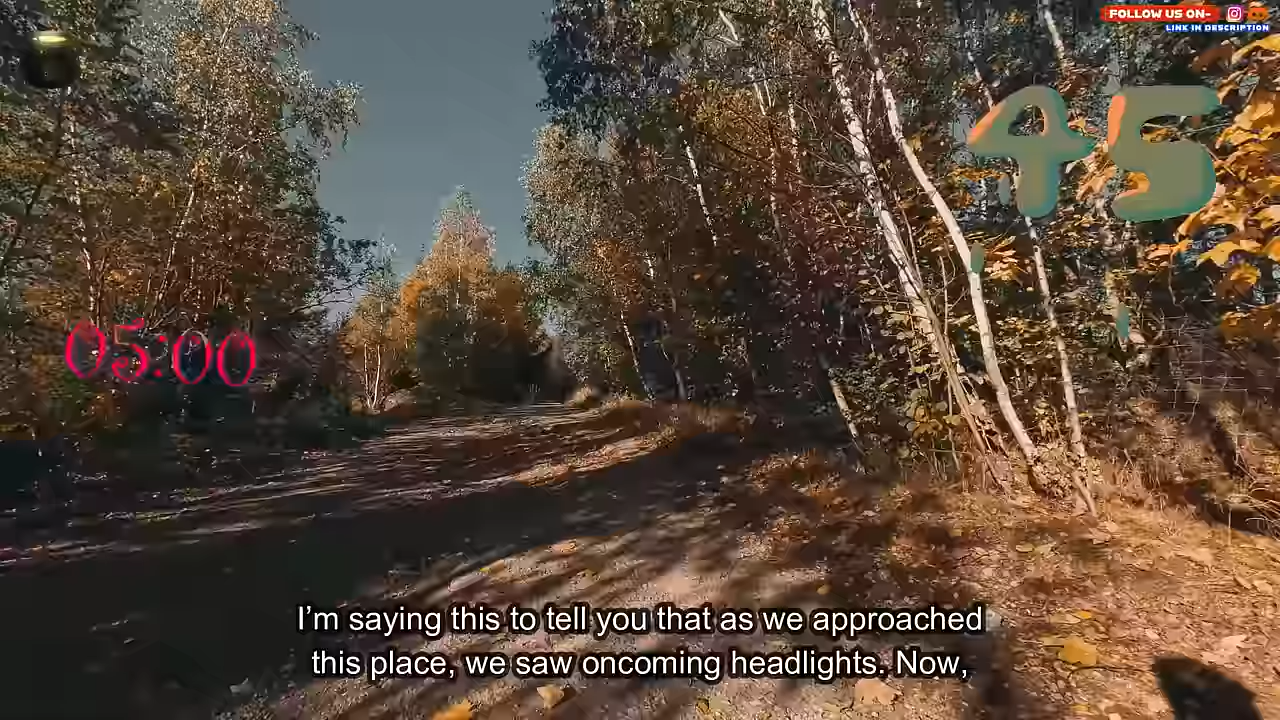 FOLLOW US ON-
LINK IN DESCRIPTION
45
05:00
I'm saying this to tell you that as we approached
this place, we saw oncoming headlights. Now,